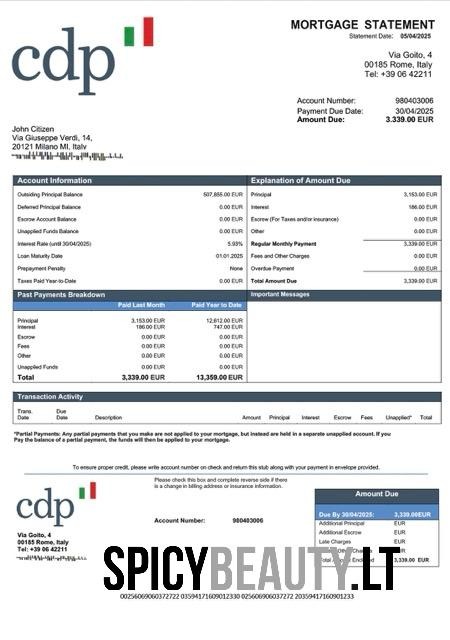 cdp
MORTGAGE STATEMENT
Statement Date: 05/04/2025
Via Goito, 4
00185 Rome, Italy
Tel: +39 06 42211
Account Number: 980403006
Payment Due Date: 30/04/2025
Amount Due: 3.339.00 EUR
John Citizen
Via Giuseppe Verdi, 14,
20121 Milano MI, Italy
Account Information
Outsiding Principal Balance 507,855.00 EUR
Deferred Principal Balance 0.00 EUR
Escrow Account Balance 0.00 EUR
Unapplied Funds Balance 0.00 EUR
Interest Rate (until 30/04/2025) 5.93%
Loan Maturity Date 01.01.2025
Prepayment Penalty None
Taxes Paid Year-to-Date 0.00 EUR
Explanation of Amount Due
Principal 3,153.00 EUR
Interest 186.00 EUR
Escrow (For Taxes and/or insurance) 0.00 EUR
Other 0.00 EUR
Regular Monthly Payment 3,339.00 EUR
Fees and Other Charges 0.00 EUR
Overdue Payment 0.00 EUR
Total Amount Due 3,339.00 EUR
Past Payments Breakdown
Paid Last Month Paid Year to Date
Principal 3,153.00 EUR 12,612.00 EUR
Interest 186.00 EUR 747.00 EUR
Escrow 0.00 EUR 0.00 EUR
Fees 0.00 EUR 0.00 EUR
Other 0.00 EUR 0.00 EUR
Unapplied Funds 0.00 EUR 0.00 EUR
Total 3,339.00 EUR 13,359.00 EUR
Important Messages
Transaction Activity
Trans. Date Due Date Description Amount Principal Interest Escrow Fees Unapplied* Total
*Partial Payments: Any partial payments that you make are not applied to your mortgage, but instead are held in a separate unapplied account. If you
Pay the balance of a partial payment, the funds will then be applied to your mortgage.
To ensure proper credit, please write account number on check and return this stub along with your payment in envelope provided.
cdp
Via Goito, 4
00185 Rome, Italy
Tel: +39 06 42211
Please check this box and complete reverse side if there
is a change in billing address or insurance information.
Account Number: 980403006
Amount Due
Due By 30/04/2025: 3,339.00EUR
Additional Principal EUR
Additional Escrow EUR
Late Charges EUR
EUR
3,339.00 EUR
SPICYBEAUTY.LT